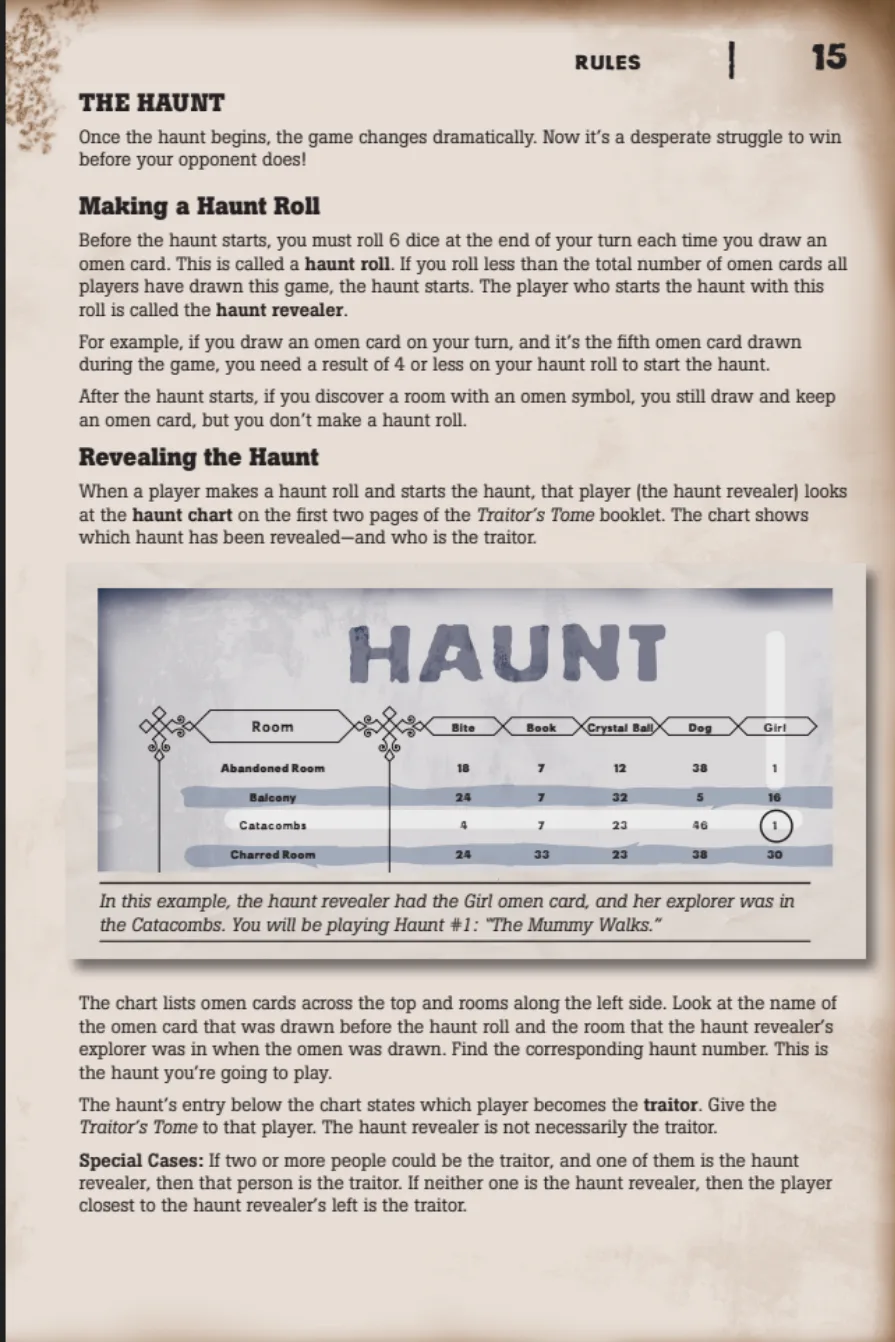 RULES | 15
THE HAUNT
Once the haunt begins, the game changes dramatically. Now it's a desperate struggle to win
before your opponent does!
Making a Haunt Roll
Before the haunt starts, you must roll 6 dice at the end of your turn each time you draw an
omen card. This is called a haunt roll. If you roll less than the total number of omen cards all
players have drawn this game, the haunt starts. The player who starts the haunt with this
roll is called the haunt revealer.
For example, if you draw an omen card on your turn, and it's the fifth omen card drawn
during the game, you need a result of 4 or less on your haunt roll to start the haunt.
After the haunt starts, if you discover a room with an omen symbol, you still draw and keep
an omen card, but you don't make a haunt roll.
Revealing the Haunt
When a player makes a haunt roll and starts the haunt, that player (the haunt revealer) looks
at the haunt chart on the first two pages of the Traitor's Tome booklet. The chart shows
which haunt has been revealed—and who is the traitor.
HAUNT
Room Bite Book Crystal Ball Dog Girl
Abandoned Room 18 7 12 38 1
Balcony 24 7 32 5 16
Catacombs 4 7 23 46 1
Charred Room 24 33 23 38 30
In this example, the haunt revealer had the Girl omen card, and her explorer was in
the Catacombs. You will be playing Haunt #1: "The Mummy Walks."
The chart lists omen cards across the top and rooms along the left side. Look at the name of
the omen card that was drawn before the haunt roll and the room that the haunt revealer's
explorer was in when the omen was drawn. Find the corresponding haunt number. This is
the haunt you're going to play.
The haunt's entry below the chart states which player becomes the traitor. Give the
Traitor's Tome to that player. The haunt revealer is not necessarily the traitor.
Special Cases: If two or more people could be the traitor, and one of them is the haunt
revealer, then that person is the traitor. If neither one is the haunt revealer, then the player
closest to the haunt revealer's left is the traitor.